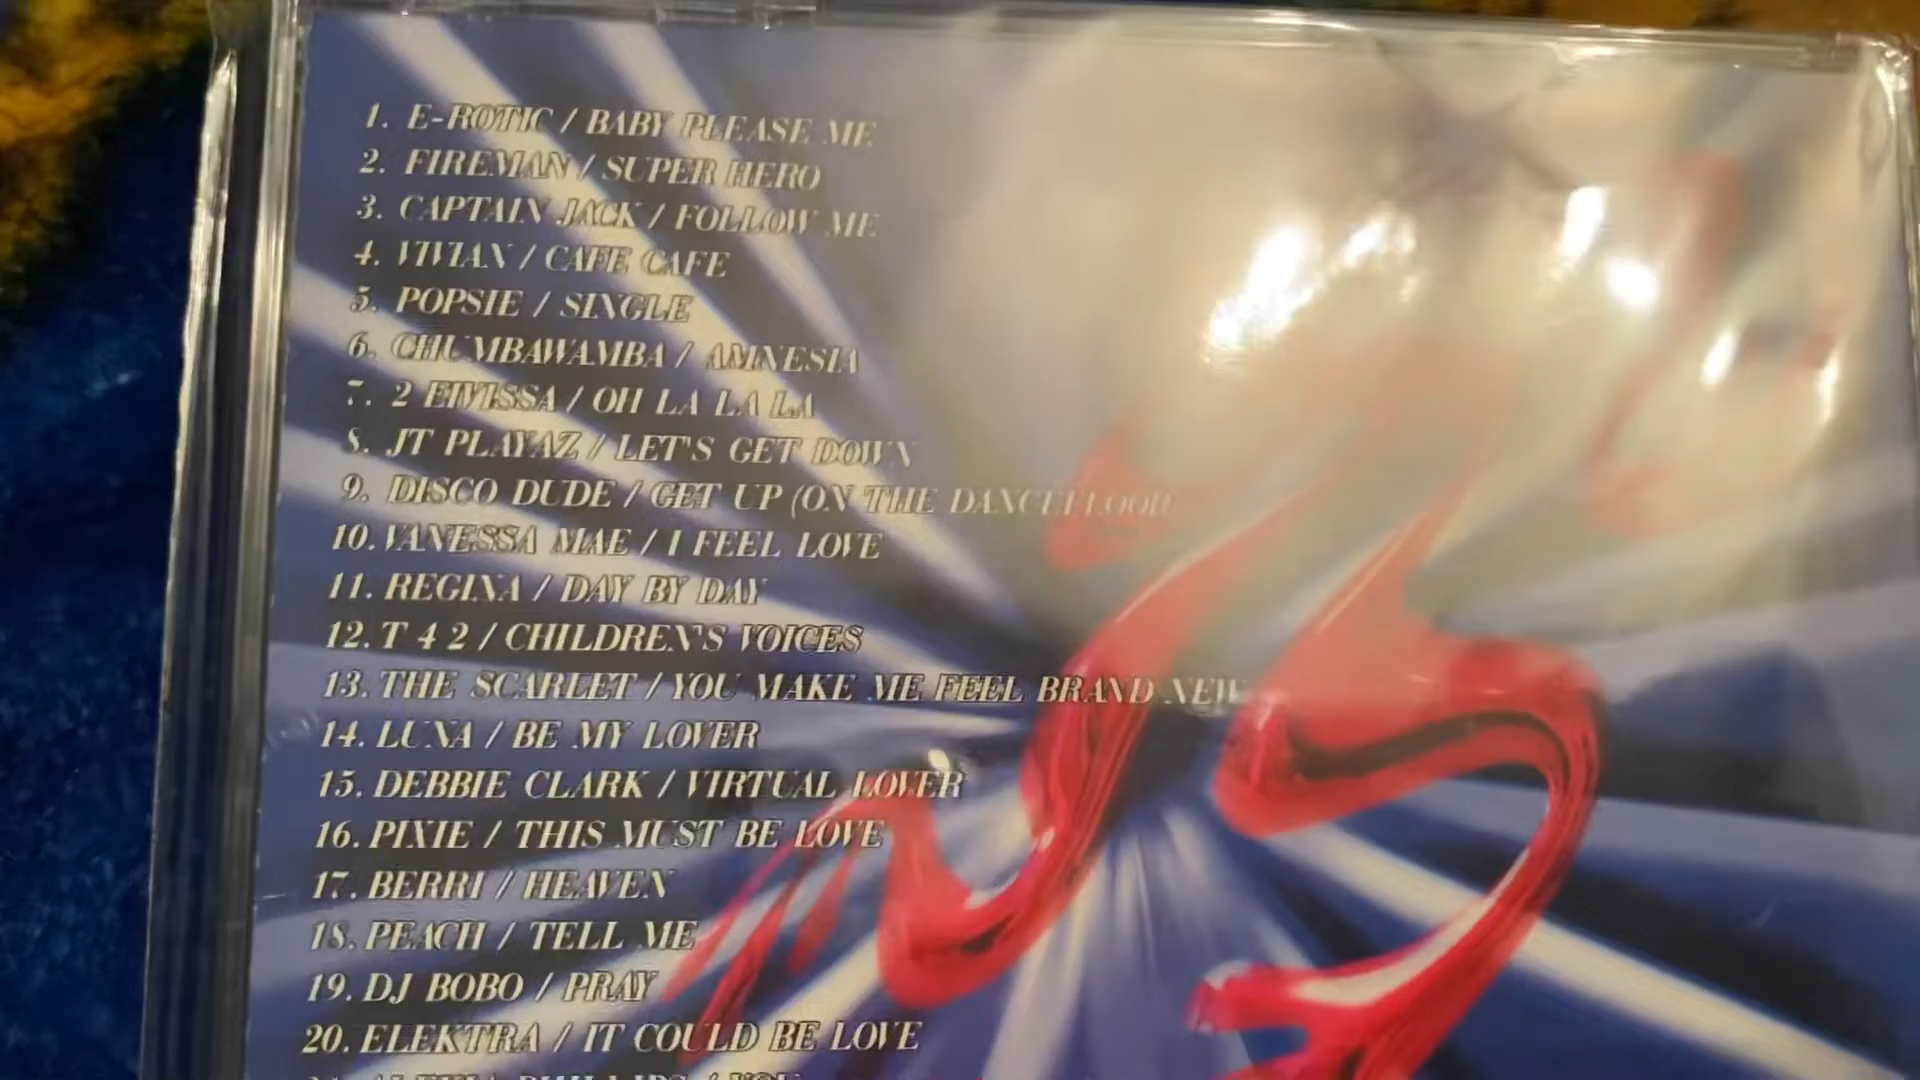 1. E-ROTIC / BABY PLEASE ME
2. FIREMAN / SUPER HERO
3. CAPTAIN JACK / FOLLOW ME
4. VIVIAN / CAFE CAFE
5. POPSIE / SINGLE
6. CHUMBAWAMBA / AMNESIA
7. 2 EIVISSA / OH LA LA LA
8. JT PLAYAZ / LET'S GET DOWN
9. DISCO DUDE / GET UP (ON THE DANCEFLOOR
10. VANESSA MAE / I FEEL LOVE
11. REGINA / DAY BY DAY
12. T 4 2 / CHILDREN'S VOICES
13. THE SCARLET / YOU MAKE ME FEEL BRAND NEW
14. LUNA / BE MY LOVER
15. DEBBIE CLARK / VIRTUAL LOVER
16. PIXIE / THIS MUST BE LOVE
17. BERRI / HEAVEN
18. PEACH / TELL ME
19. DJ BOBO / PRAY
20. ELEKTRA / IT COULD BE LOVE